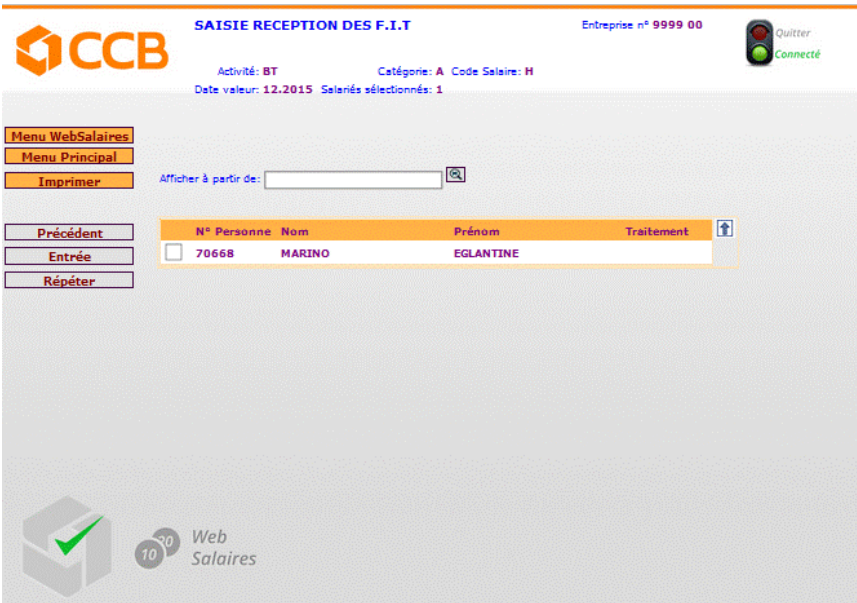 CCB
SAISIE RECEPTION DES F.I.T
Entreprise n° 9999 00
Quitter
Connecté
Activité: BT Catégorie: A Code Salaire: H
Date valeur: 12.2015 Salariés sélectionnés: 1
Menu WebSalaires
Menu Principal
Imprimer
Afficher à partir de:
Précédent
Entrée
Répéter
N° Personne Nom Prénom Traitement
70668 MARINO EGLANTINE
10 20
Web
Salaires